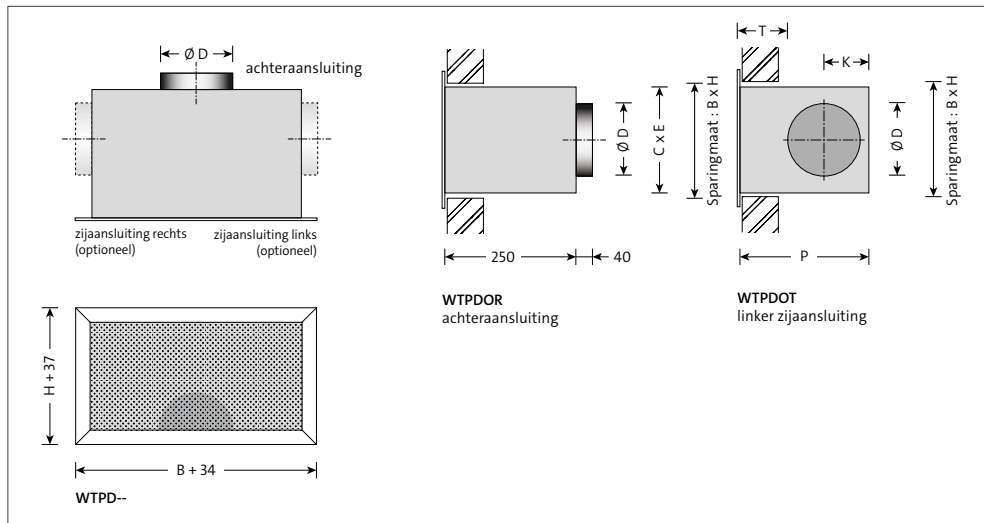 Ø D
achteraansluiting
zijaansluiting rechts
(optioneel)
zijaansluiting links
(optioneel)
H + 37
B + 34
WTPD--
Ø D
C x E
Sparingmaat : B x H
250
40
WTPDOR
achteraansluiting
T
K
Ø D
Sparingmaat : B x H
P
WTPDOT
linker zijaansluiting